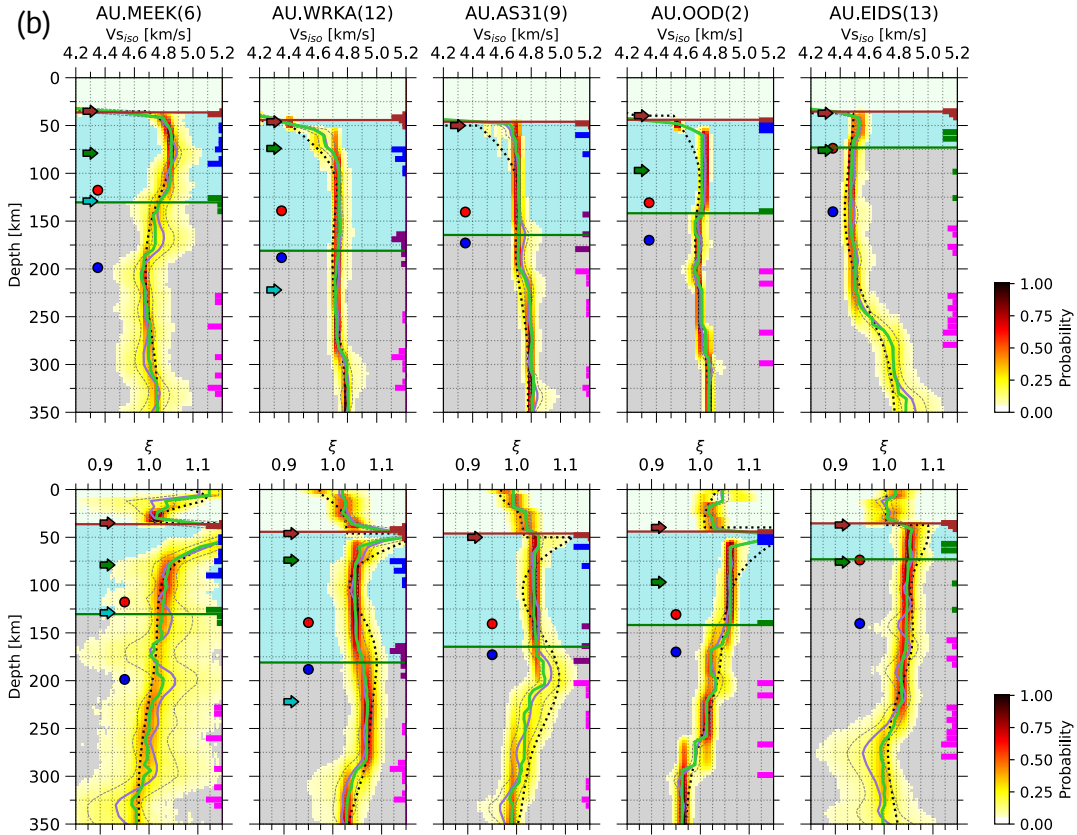 (b)
AU.MEEK(6) AU.WRKA(12) AU.AS31(9) AU.OOD(2) AU.EIDS(13)
Vs_iso [km/s] Vs_iso [km/s] Vs_iso [km/s] Vs_iso [km/s] Vs_iso [km/s]
4.2 4.6 5.0 4.2 4.6 5.0 4.2 4.6 5.0 4.2 4.6 5.0 4.2 4.6 5.0
4.4 4.8 5.2 4.4 4.8 5.2 4.4 4.8 5.2 4.4 4.8 5.2 4.4 4.8 5.2
0
50
100
150
200
250
300
350
Depth [km]
1.00
0.75
0.50
0.25
0.00
Probability
ξ ξ ξ ξ ξ
0.9 1.0 1.1 0.9 1.0 1.1 0.9 1.0 1.1 0.9 1.0 1.1 0.9 1.0 1.1
0
50
100
150
200
250
300
350
Depth [km]
1.00
0.75
0.50
0.25
0.00
Probability